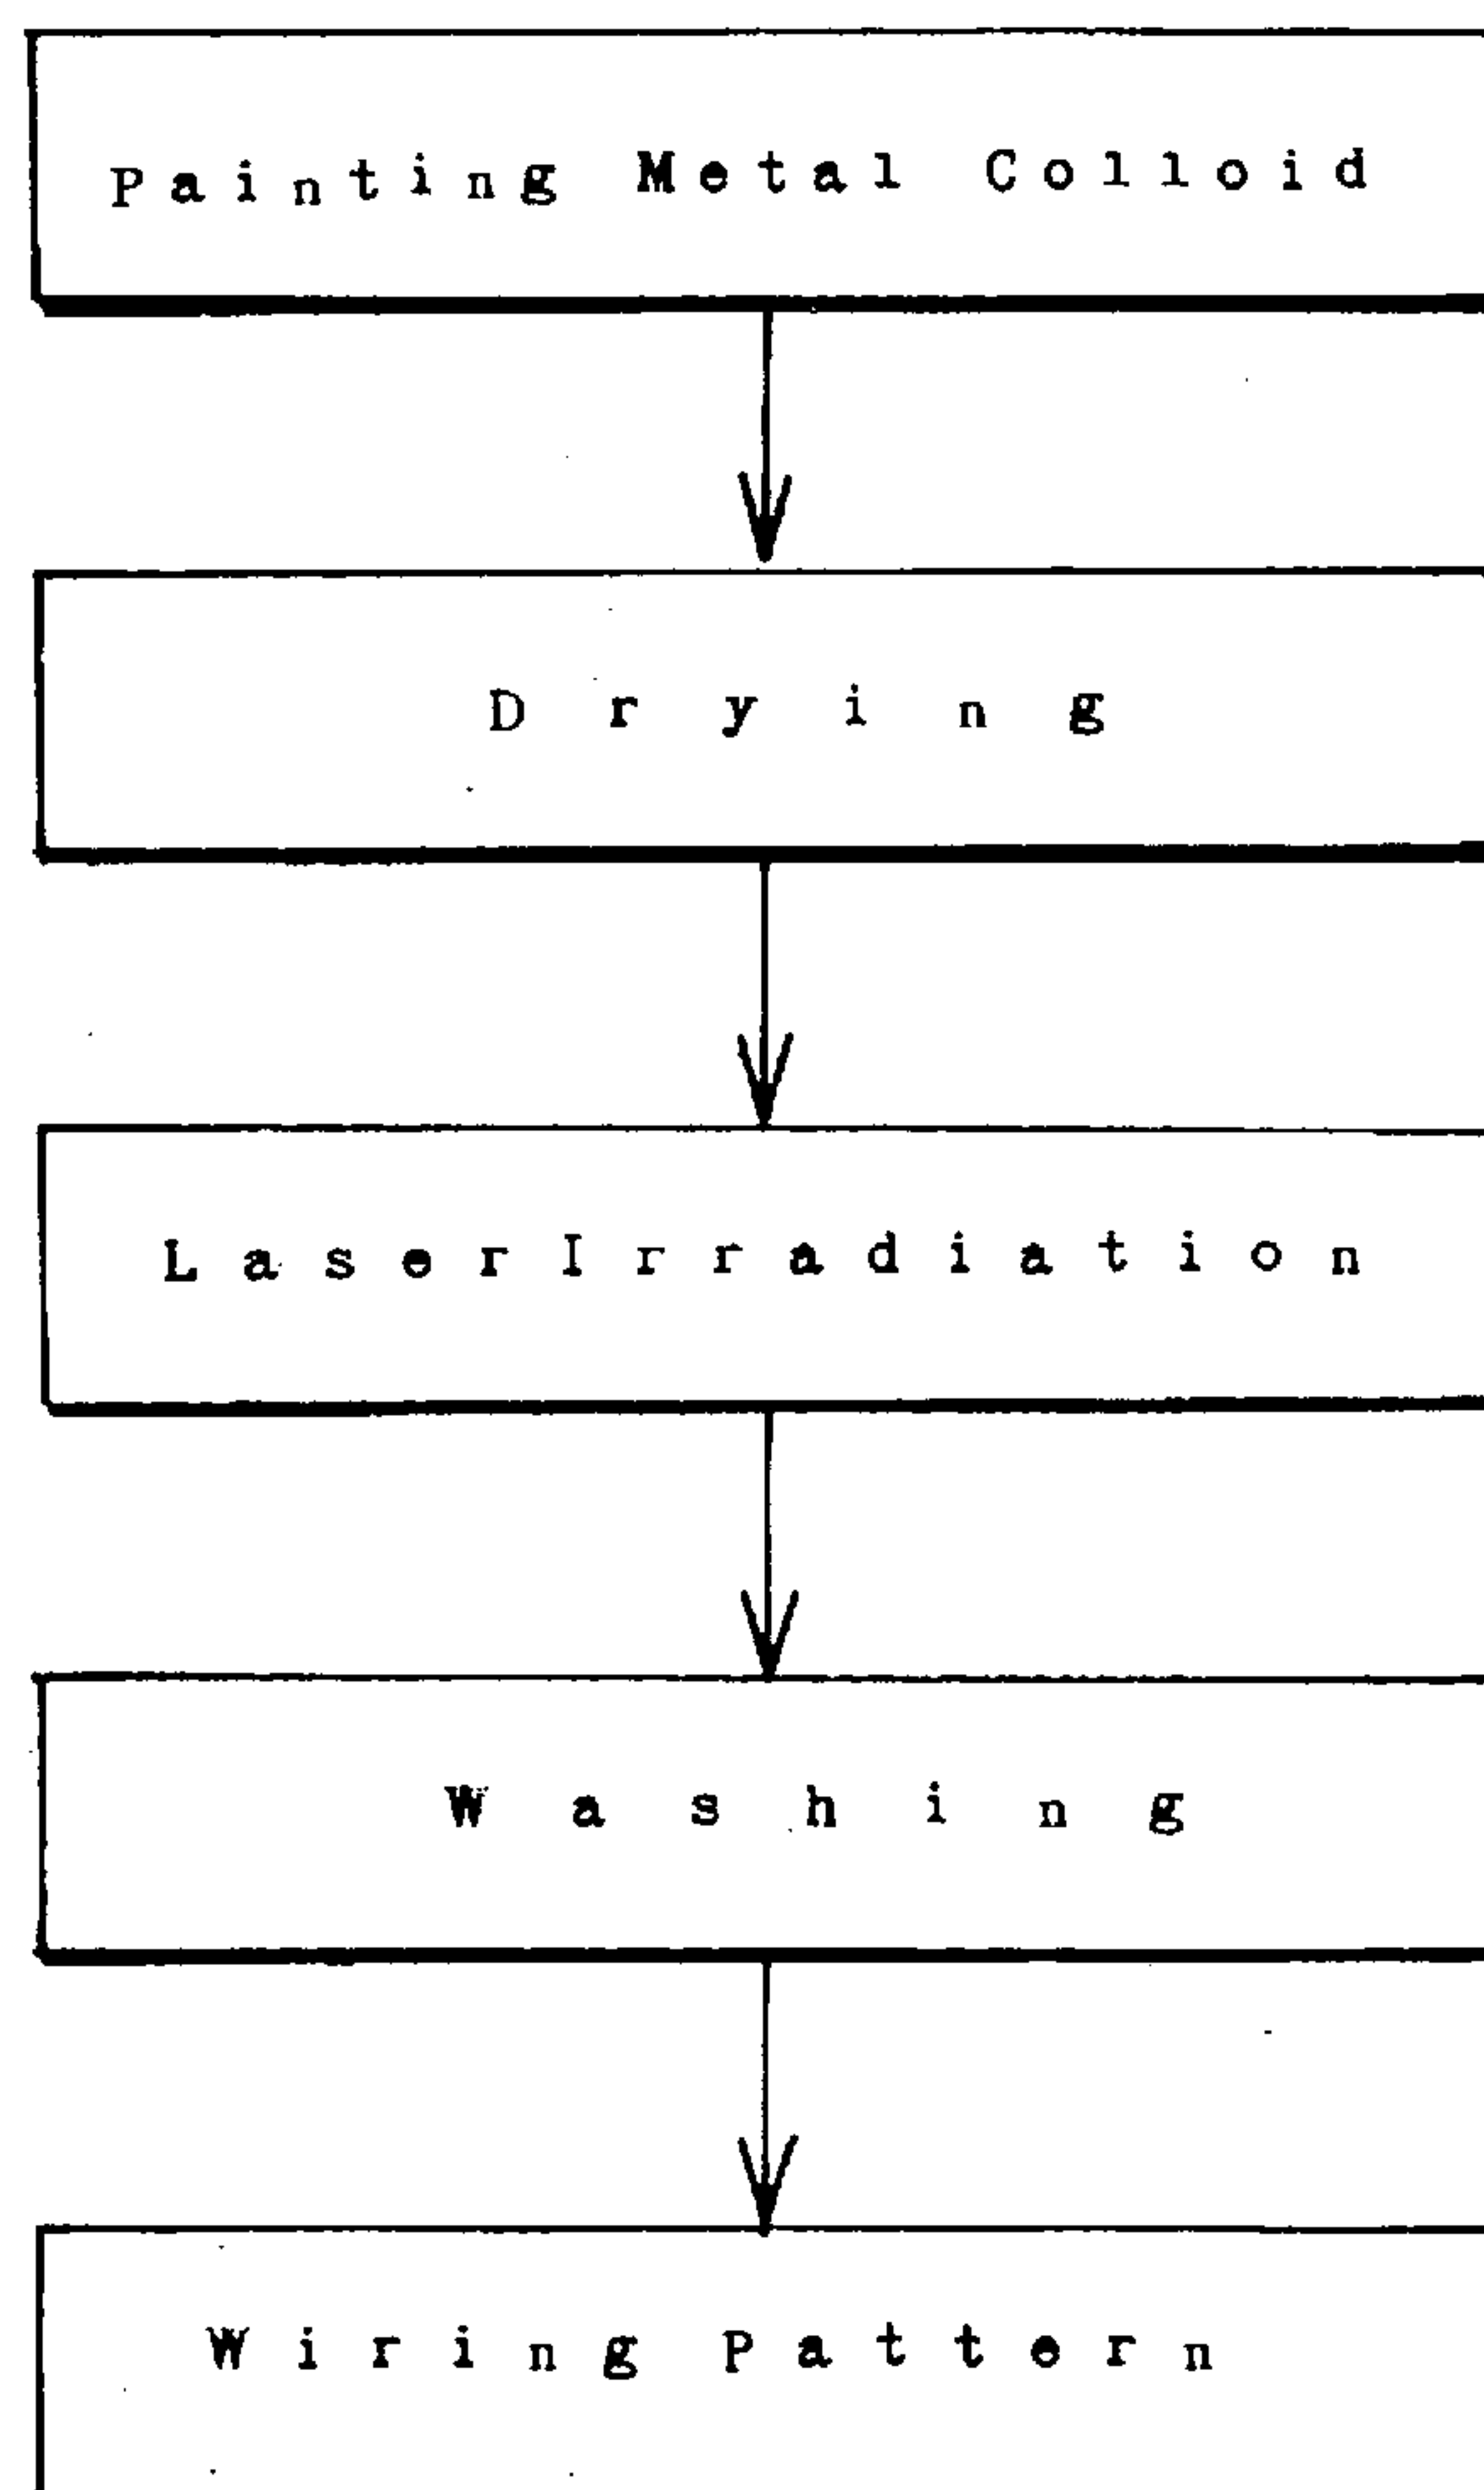 Painting Metal Colloid
Drying
LaserIrradiation
Washing
Wiring Pattern